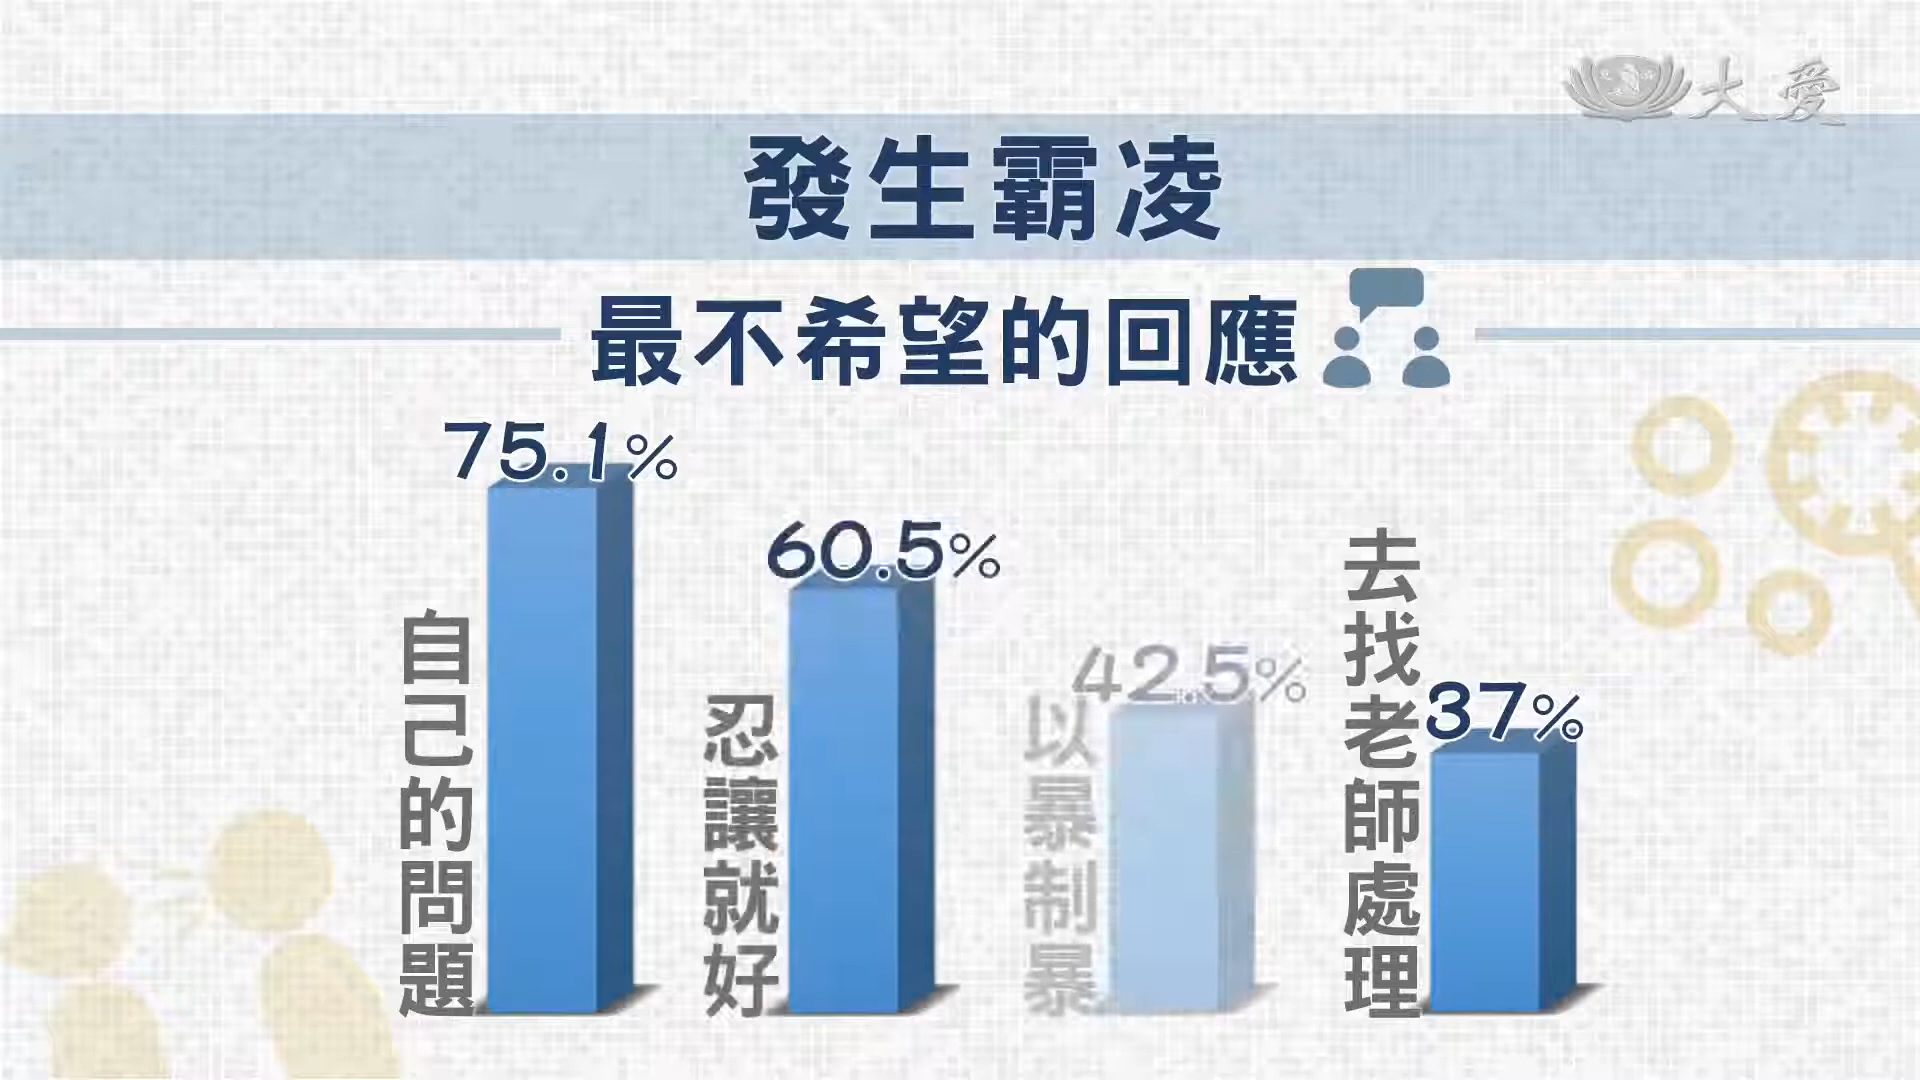 大愛
發生霸凌
最不希望的回應
75.1%
自己的問題
60.5%
忍讓就好
42.5%
以暴制暴
37%
去找老師處理